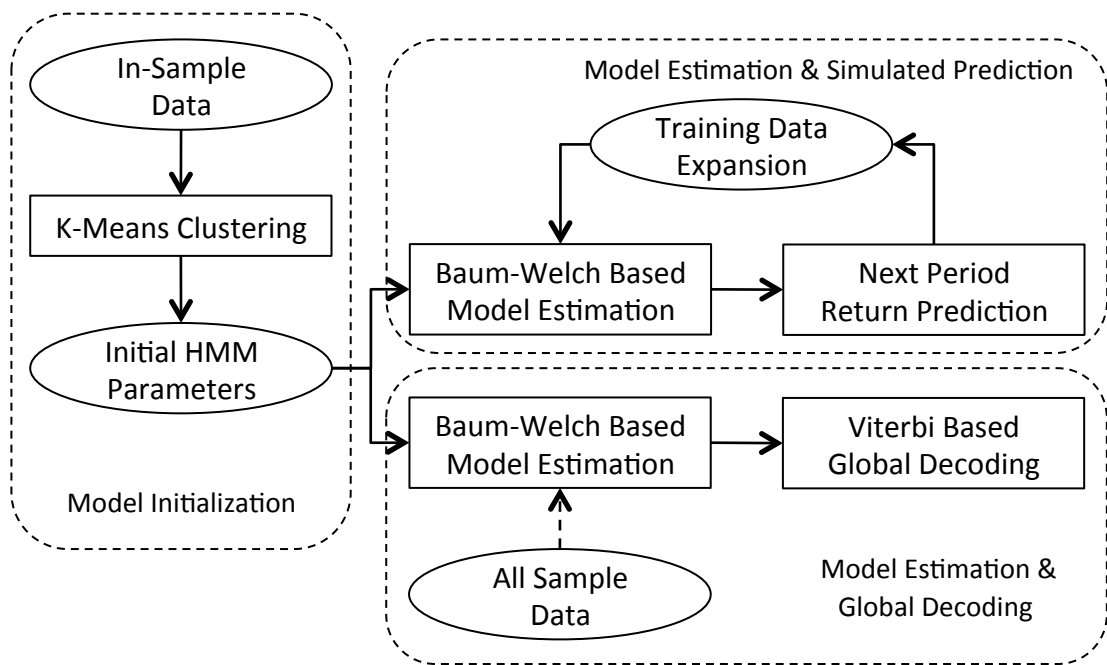 In-Sample
Data
K-Means Clustering
Initial HMM
Parameters
Model Initialization
Model Estimation & Simulated Prediction
Training Data
Expansion
Baum-Welch Based
Model Estimation
Next Period
Return Prediction
Baum-Welch Based
Model Estimation
Viterbi Based
Global Decoding
All Sample
Data
Model Estimation &
Global Decoding